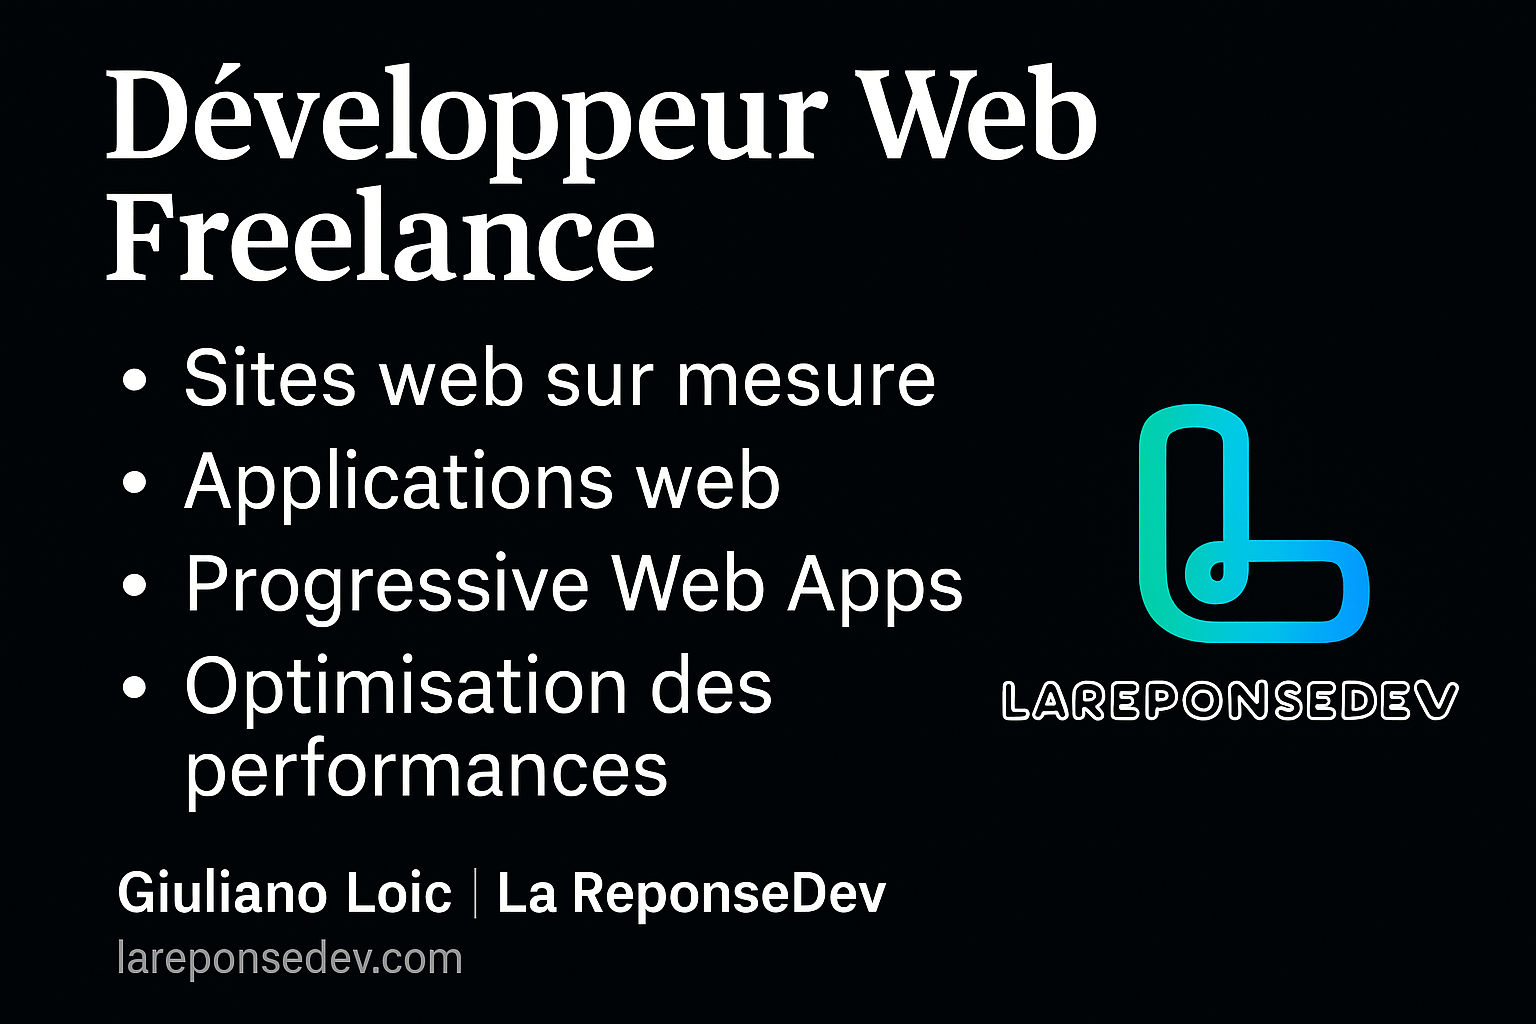 Développeur Web
Freelance
• Sites web sur mesure
• Applications web
• Progressive Web Apps
• Optimisation des
performances
LAREPONSEDEV
Giuliano Loic | La ReponseDev
lareponsedev.com